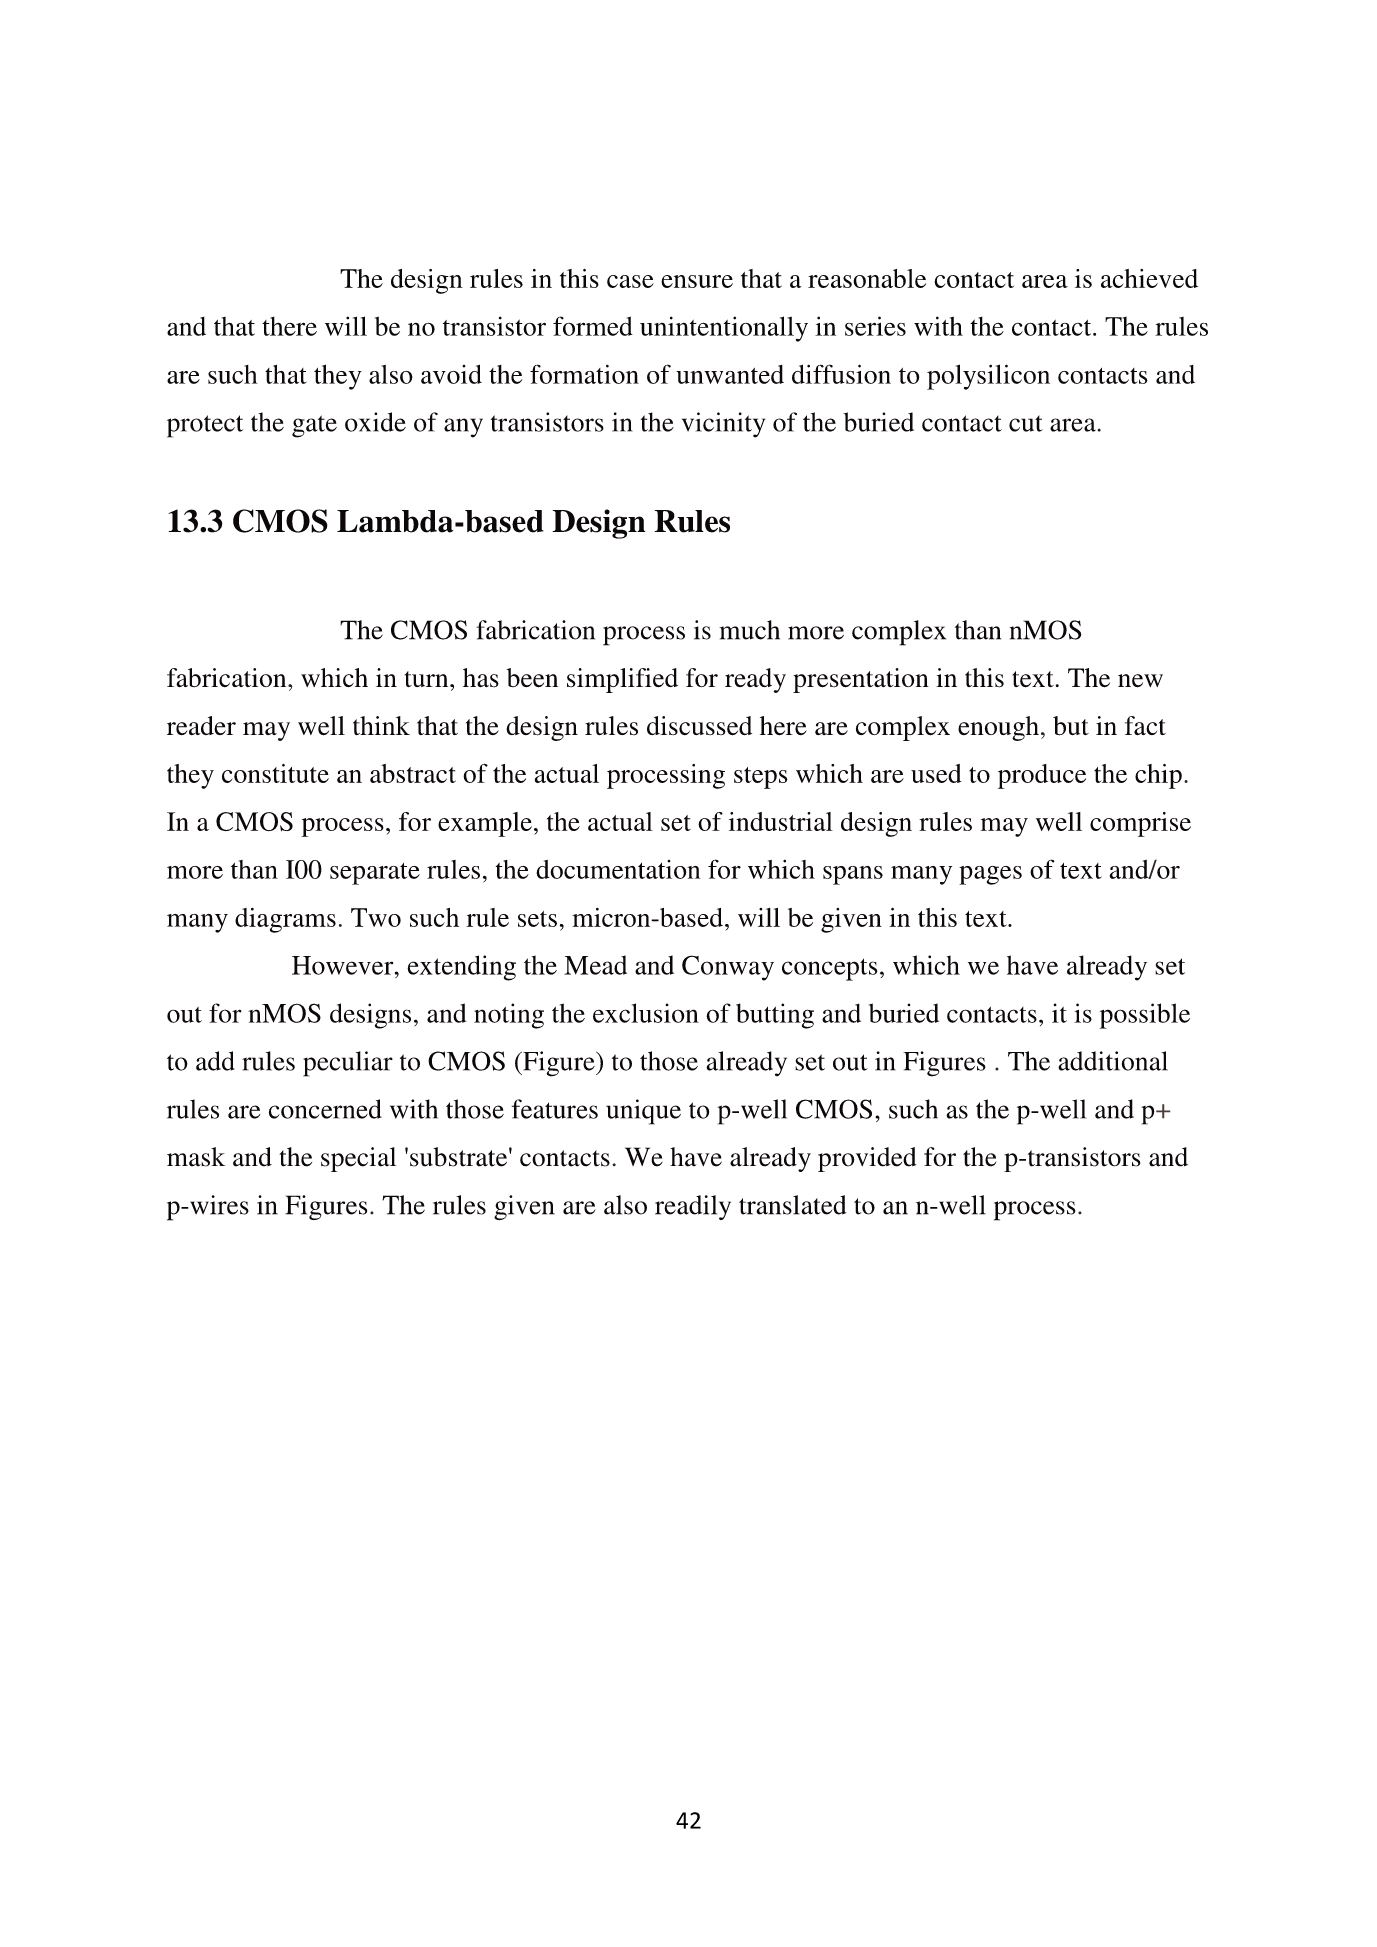 The design rules in this case ensure that a reasonable contact area is achieved
and that there will be no transistor formed unintentionally in series with the contact. The rules
are such that they also avoid the formation of unwanted diffusion to polysilicon contacts and
protect the gate oxide of any transistors in the vicinity of the buried contact cut area.
13.3 CMOS Lambda-based Design Rules
The CMOS fabrication process is much more complex than nMOS
fabrication, which in turn, has been simplified for ready presentation in this text. The new
reader may well think that the design rules discussed here are complex enough, but in fact
they constitute an abstract of the actual processing steps which are used to produce the chip.
In a CMOS process, for example, the actual set of industrial design rules may well comprise
more than I00 separate rules, the documentation for which spans many pages of text and/or
many diagrams. Two such rule sets, micron-based, will be given in this text.
However, extending the Mead and Conway concepts, which we have already set
out for nMOS designs, and noting the exclusion of butting and buried contacts, it is possible
to add rules peculiar to CMOS (Figure) to those already set out in Figures . The additional
rules are concerned with those features unique to p-well CMOS, such as the p-well and p+
mask and the special 'substrate' contacts. We have already provided for the p-transistors and
p-wires in Figures. The rules given are also readily translated to an n-well process.
42